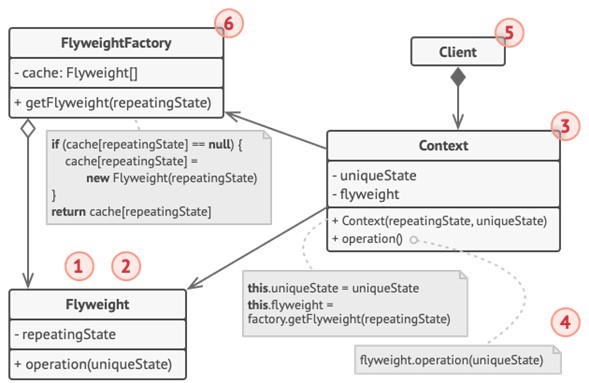 6
FlyweightFactory
- cache: Flyweight[]
+ getFlyweight(repeatingState)
if (cache[repeatingState] == null) {
cache[repeatingState] =
new Flyweight(repeatingState)
}
return cache[repeatingState]
5
Client
3
Context
- uniqueState
- flyweight
+ Context(repeatingState, uniqueState)
+ operation()
this.uniqueState = uniqueState
this.flyweight =
factory.getFlyweight(repeatingState)
4
flyweight.operation(uniqueState)
1
2
Flyweight
- repeatingState
+ operation(uniqueState)